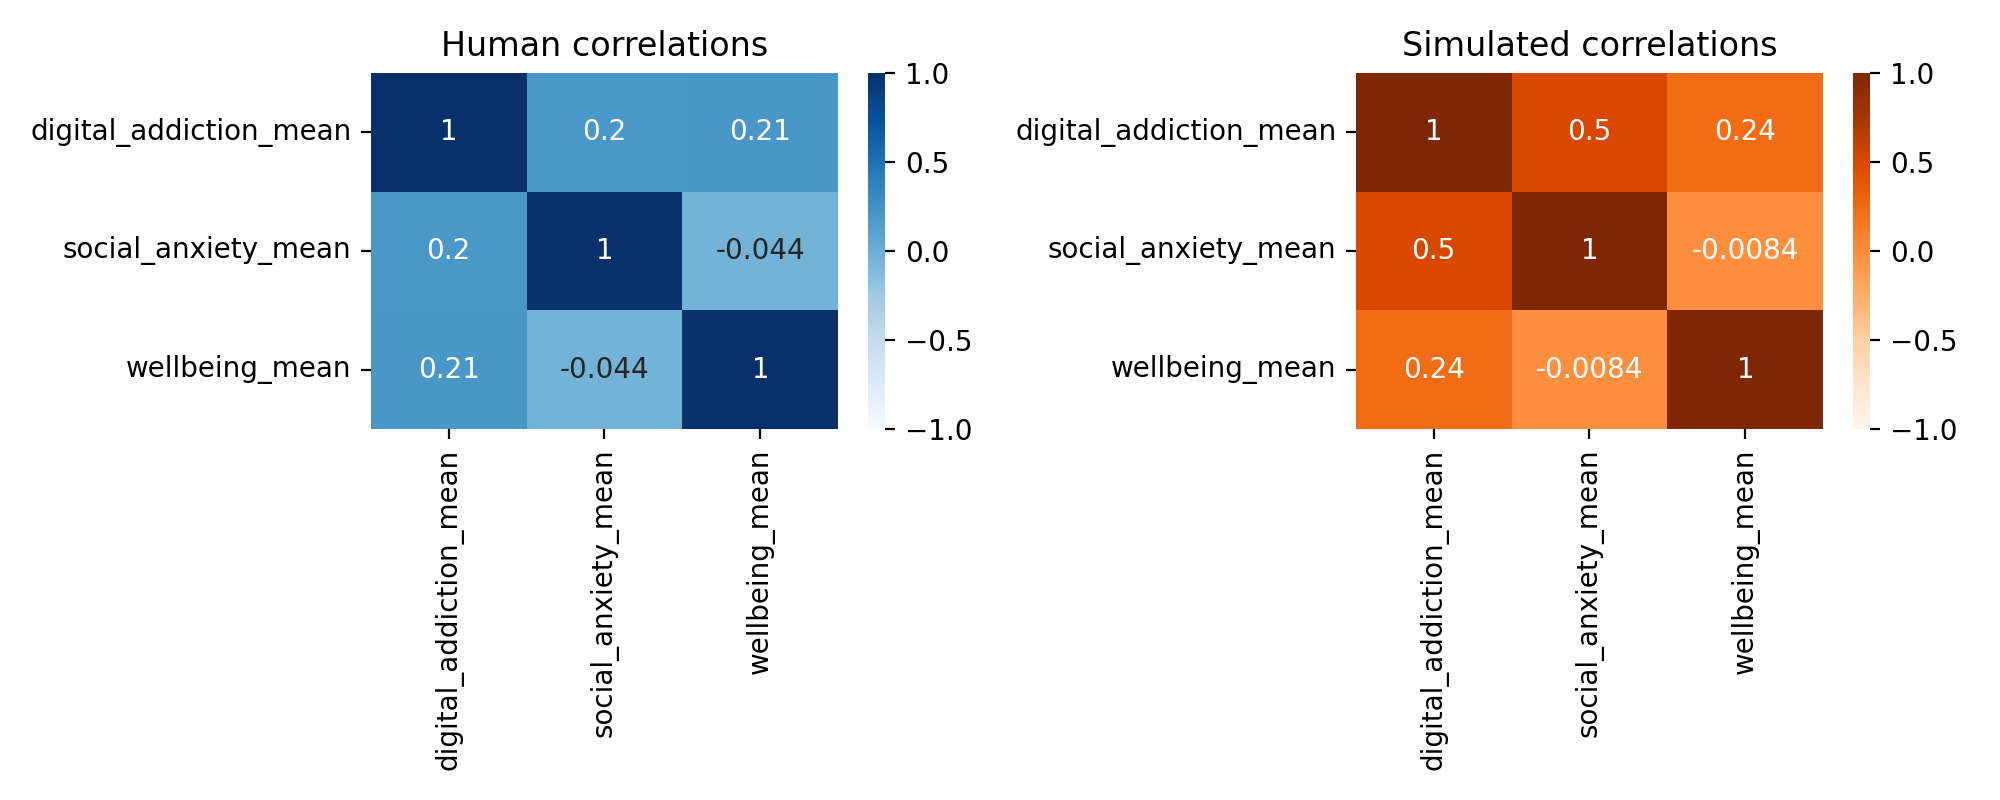 Human correlations
digital_addiction_mean 1 0.2 0.21
social_anxiety_mean 0.2 1 -0.044
wellbeing_mean 0.21 -0.044 1
digital_addiction_mean
social_anxiety_mean
wellbeing_mean
1.0
0.5
0.0
−0.5
−1.0
Simulated correlations
digital_addiction_mean 1 0.5 0.24
social_anxiety_mean 0.5 1 -0.0084
wellbeing_mean 0.24 -0.0084 1
digital_addiction_mean
social_anxiety_mean
wellbeing_mean
1.0
0.5
0.0
−0.5
−1.0